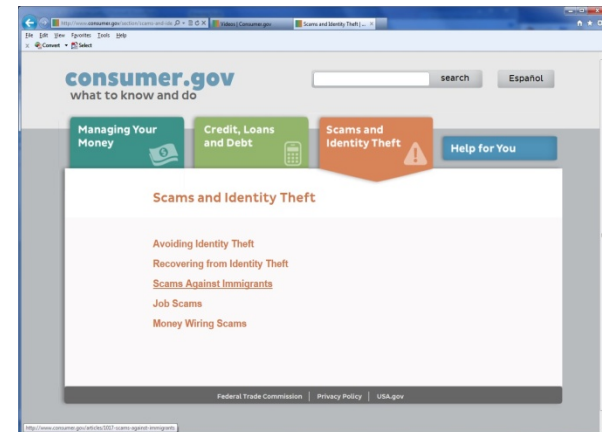 Videos | Consumer.gov
Scams and Identity Theft | ...
File Edit View Favorites Tools Help
Convert Select
consumer.gov
what to know and do
search
Español
Managing Your
Money
Credit, Loans
and Debt
Scams and
Identity Theft
Help for You
Scams and Identity Theft
Avoiding Identity Theft
Recovering from Identity Theft
Scams Against Immigrants
Job Scams
Money Wiring Scams
Federal Trade Commission | Privacy Policy | USA.gov
http://www.consumer.gov/articles/1017-scams-against-immigrants